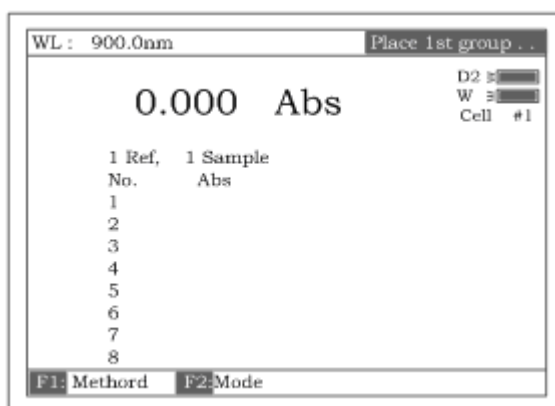 WL : 900.0nm Place 1st group . .
D2
0.000 Abs W
Cell #1
1 Ref, 1 Sample
No. Abs
1
2
3
4
5
6
7
8
F1: Methord F2:Mode